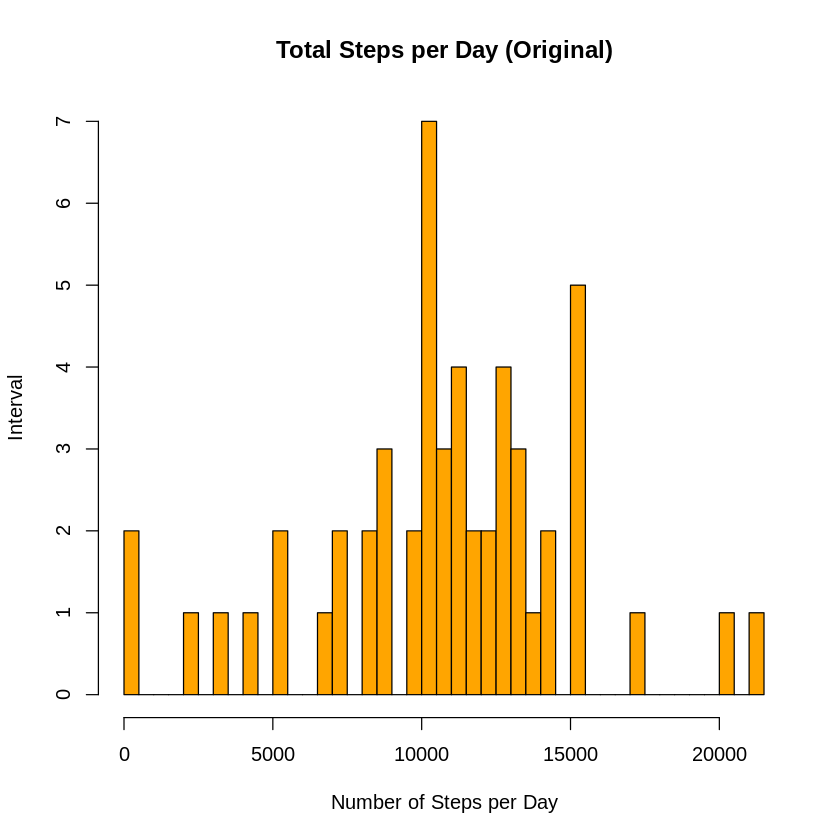 Total Steps per Day (Original)
Interval
7
6
5
4
3
2
1
0
0 5000 10000 15000 20000
Number of Steps per Day